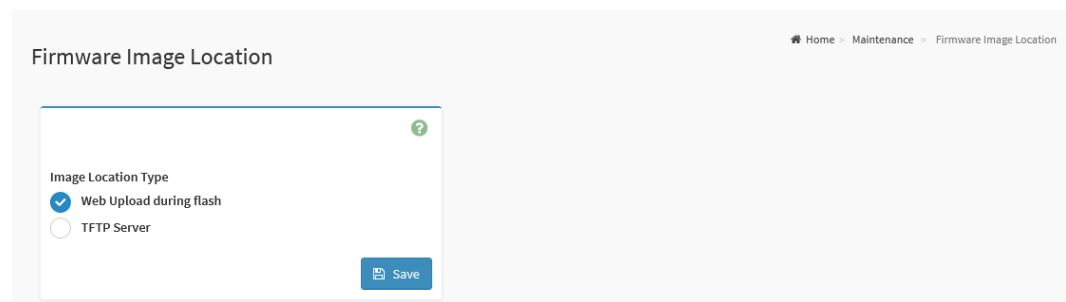 Home > Maintenance > Firmware Image Location
Firmware Image Location
Image Location Type
Web Upload during flash
TFTP Server
Save